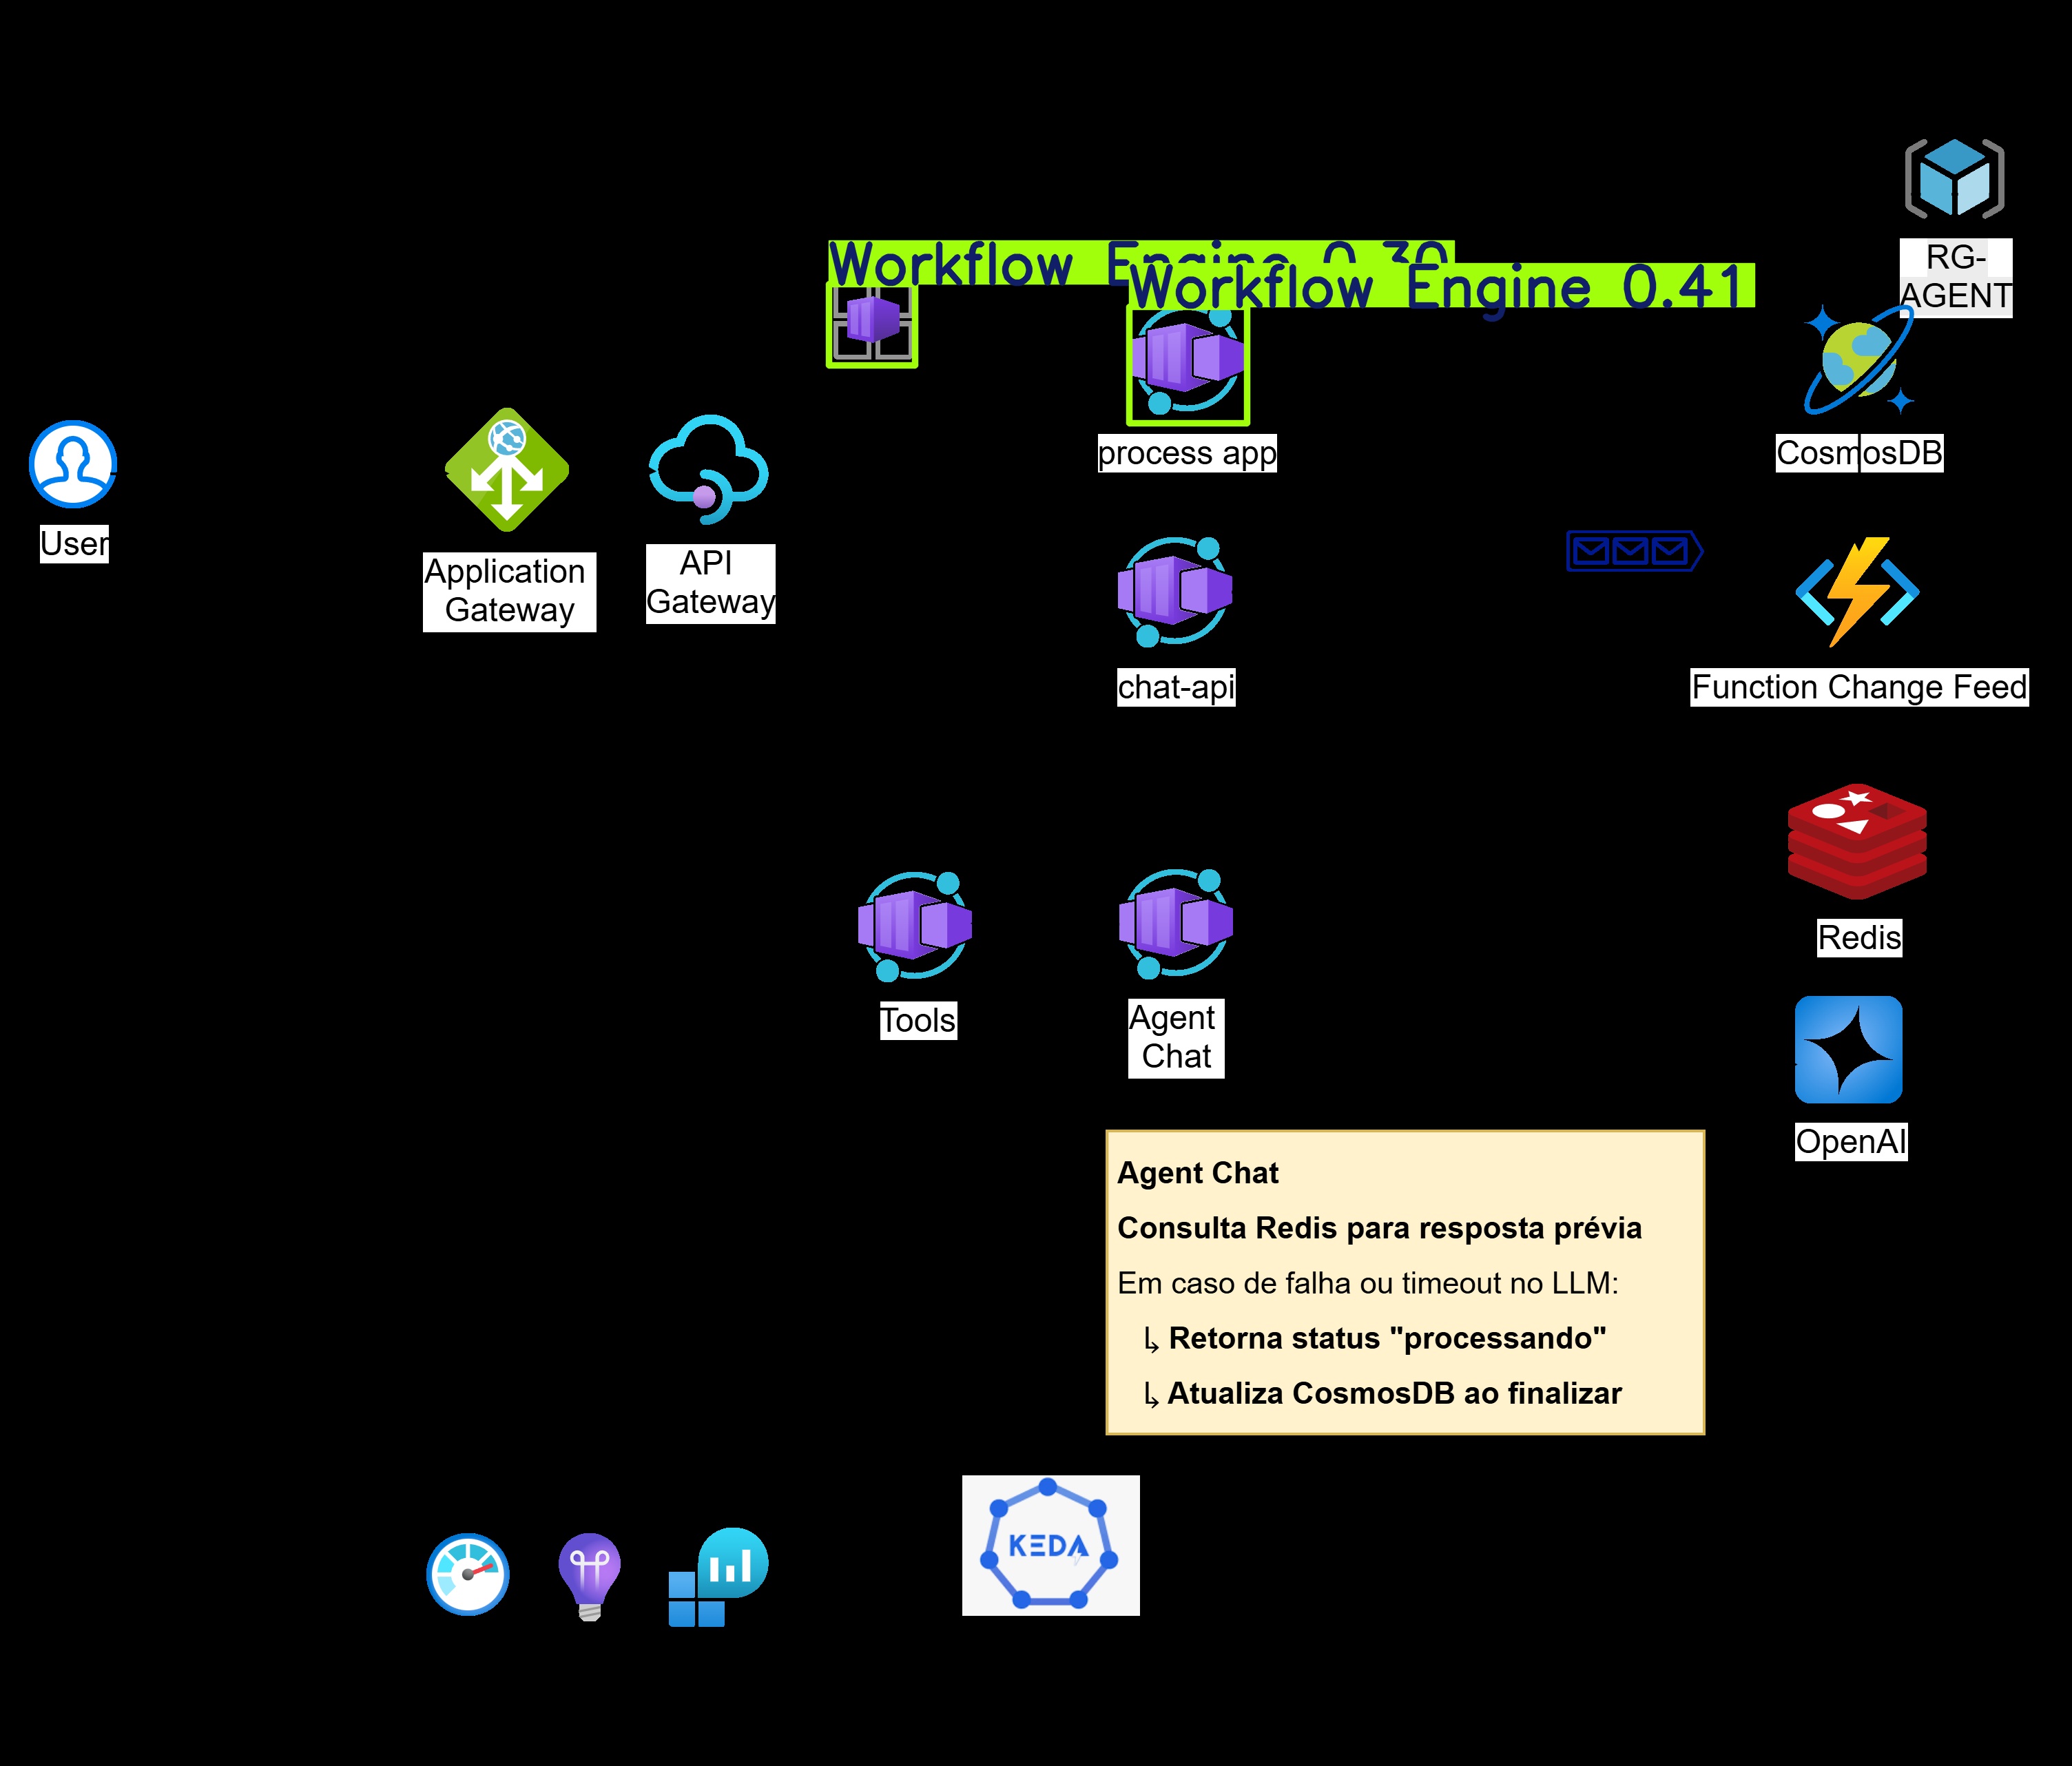 RG-
AGENT
Workflow Engine 0.30
Workflow Engine 0.41
process app
CosmosDB
User
Application
Gateway
API
Gateway
chat-api
Function Change Feed
Redis
Tools
Agent
Chat
OpenAI
Agent Chat
Consulta Redis para resposta prévia
Em caso de falha ou timeout no LLM:
↳ Retorna status "processando"
↳ Atualiza CosmosDB ao finalizar
KEDA